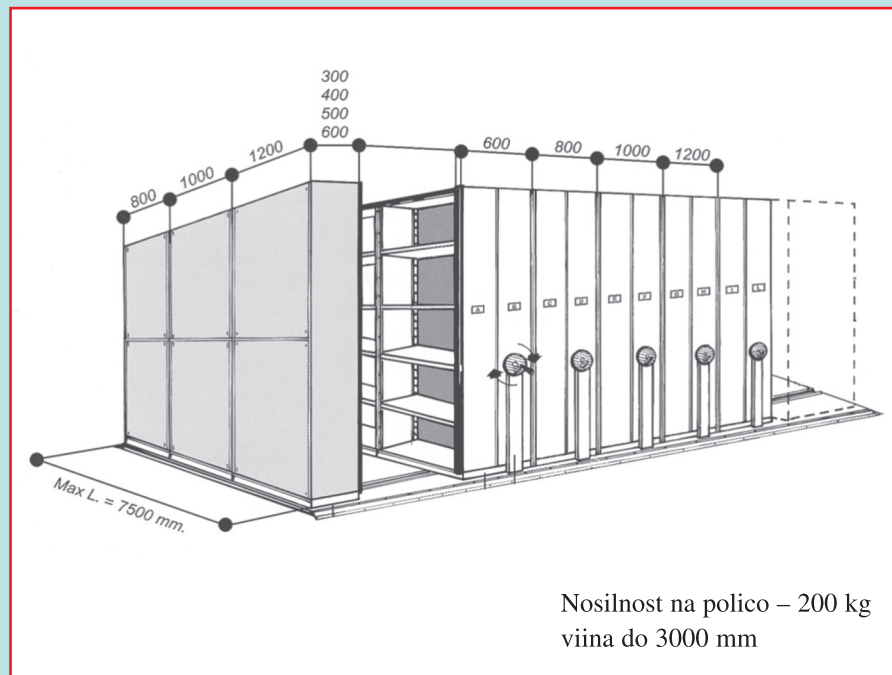 300
400
500
600
800
1000
1200
600
800
1000
1200
A
B
C
D
E
F
G
H
I
L
Max L. = 7500 mm.
Nosilnost na polico – 200 kg
viina do 3000 mm